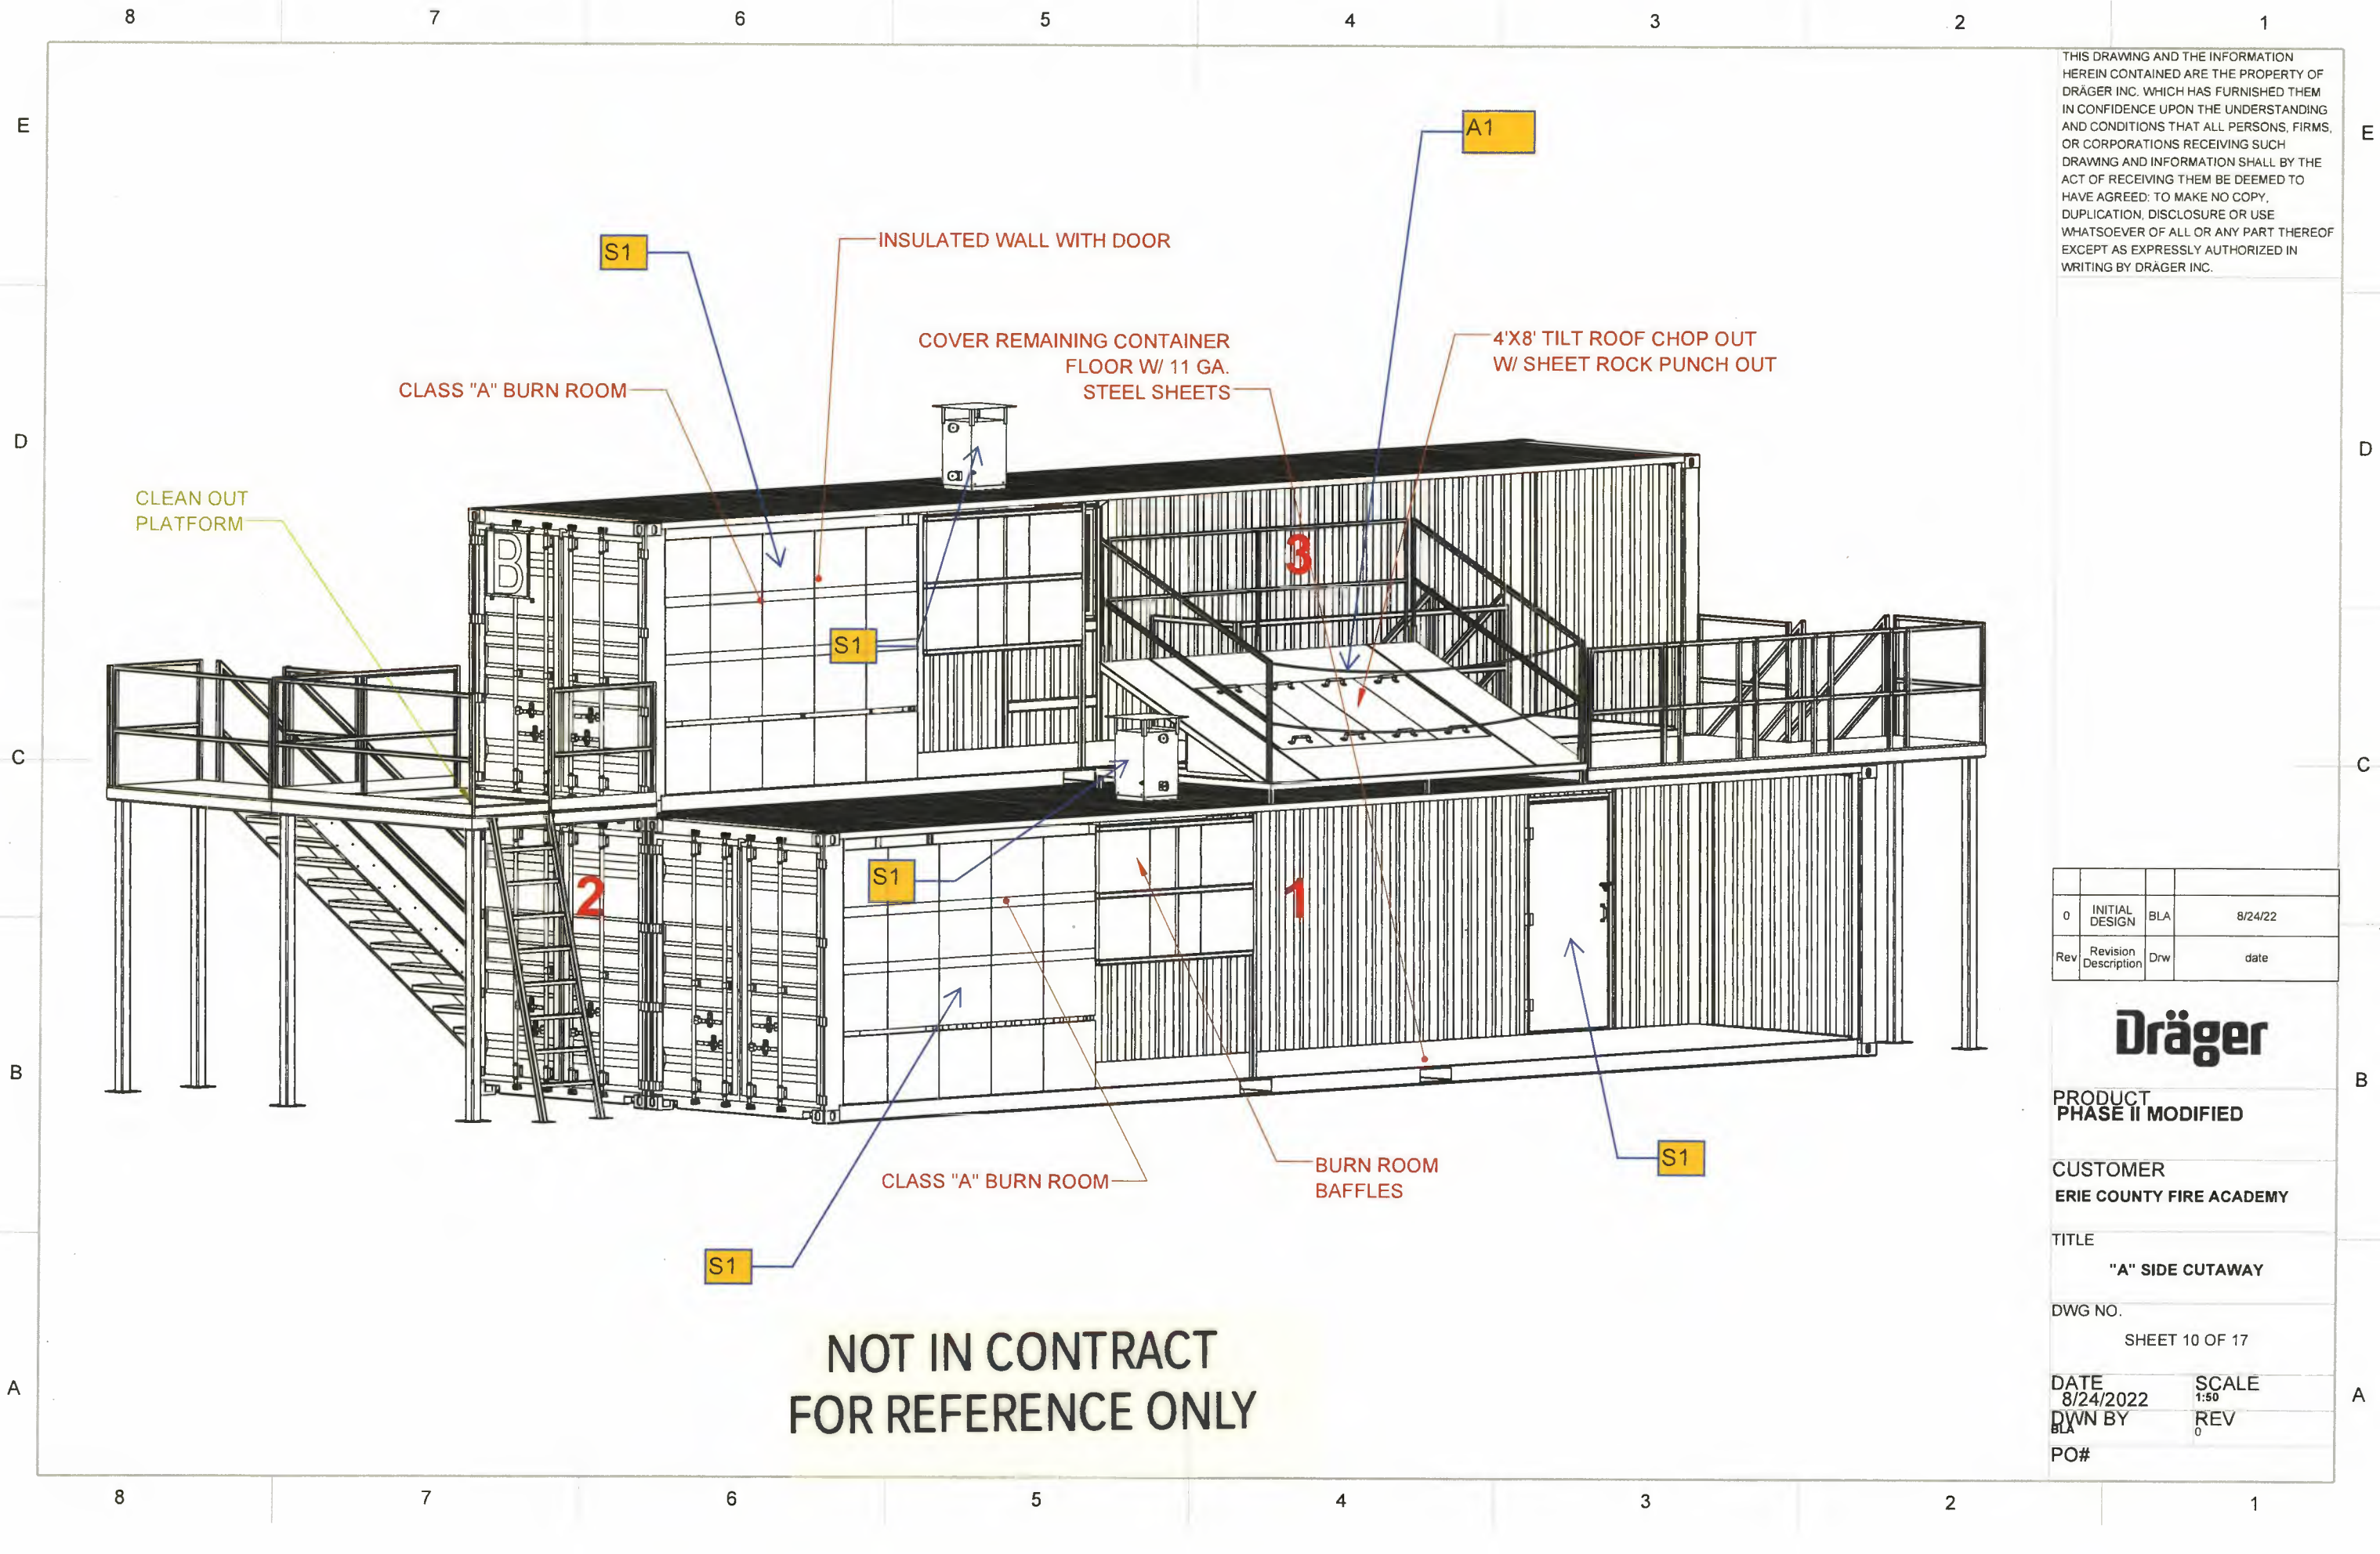 8 7 6 5 4 3 2 1
THIS DRAWING AND THE INFORMATION
HEREIN CONTAINED ARE THE PROPERTY OF
DRÄGER INC. WHICH HAS FURNISHED THEM
IN CONFIDENCE UPON THE UNDERSTANDING
AND CONDITIONS THAT ALL PERSONS, FIRMS,
OR CORPORATIONS RECEIVING SUCH
DRAWING AND INFORMATION SHALL BY THE
ACT OF RECEIVING THEM BE DEEMED TO
HAVE AGREED: TO MAKE NO COPY,
DUPLICATION, DISCLOSURE OR USE
WHATSOEVER OF ALL OR ANY PART THEREOF
EXCEPT AS EXPRESSLY AUTHORIZED IN
WRITING BY DRÄGER INC.
E
E
A1
S1
INSULATED WALL WITH DOOR
COVER REMAINING CONTAINER
FLOOR W/ 11 GA.
STEEL SHEETS
4'X8' TILT ROOF CHOP OUT
W/ SHEET ROCK PUNCH OUT
CLASS "A" BURN ROOM
D
D
CLEAN OUT
PLATFORM
B
3
S1
C
C
S1
2
1
0 INITIAL DESIGN BLA 8/24/22
Rev Revision Description Drw date
Dräger
B
B
PRODUCT
PHASE II MODIFIED
S1
BURN ROOM
BAFFLES
CLASS "A" BURN ROOM
CUSTOMER
ERIE COUNTY FIRE ACADEMY
S1
TITLE
"A" SIDE CUTAWAY
DWG NO.
SHEET 10 OF 17
NOT IN CONTRACT
FOR REFERENCE ONLY
A
A
DATE SCALE
8/24/2022 1:50
DWN BY REV
BLA 0
PO#
8 7 6 5 4 3 2 1